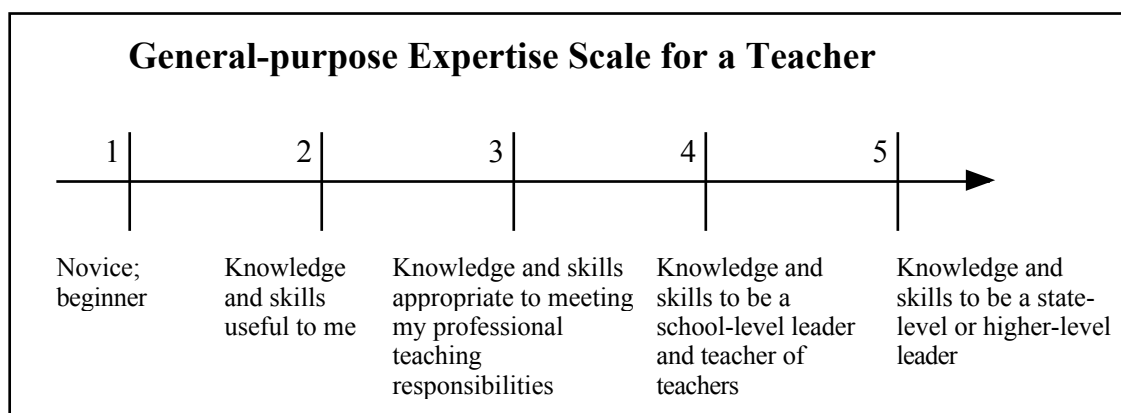 General-purpose Expertise Scale for a Teacher
1
2
3
4
5
Novice;
beginner
Knowledge
and skills
useful to me
Knowledge and skills
appropriate to meeting
my professional
teaching
responsibilities
Knowledge and
skills to be a
school-level leader
and teacher of
teachers
Knowledge and
skills to be a state-
level or higher-level
leader